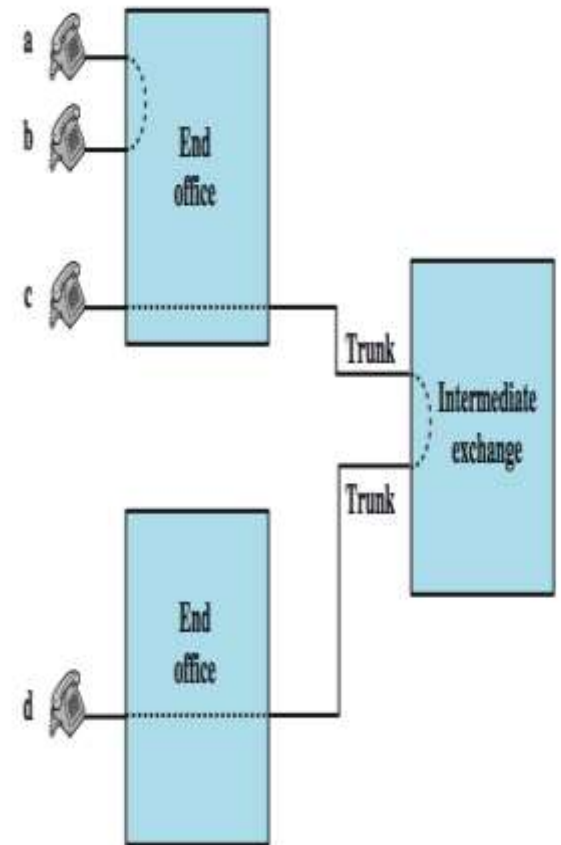 a
b
End
office
c
Trunk
Intermediate
exchange
Trunk
End
office
d